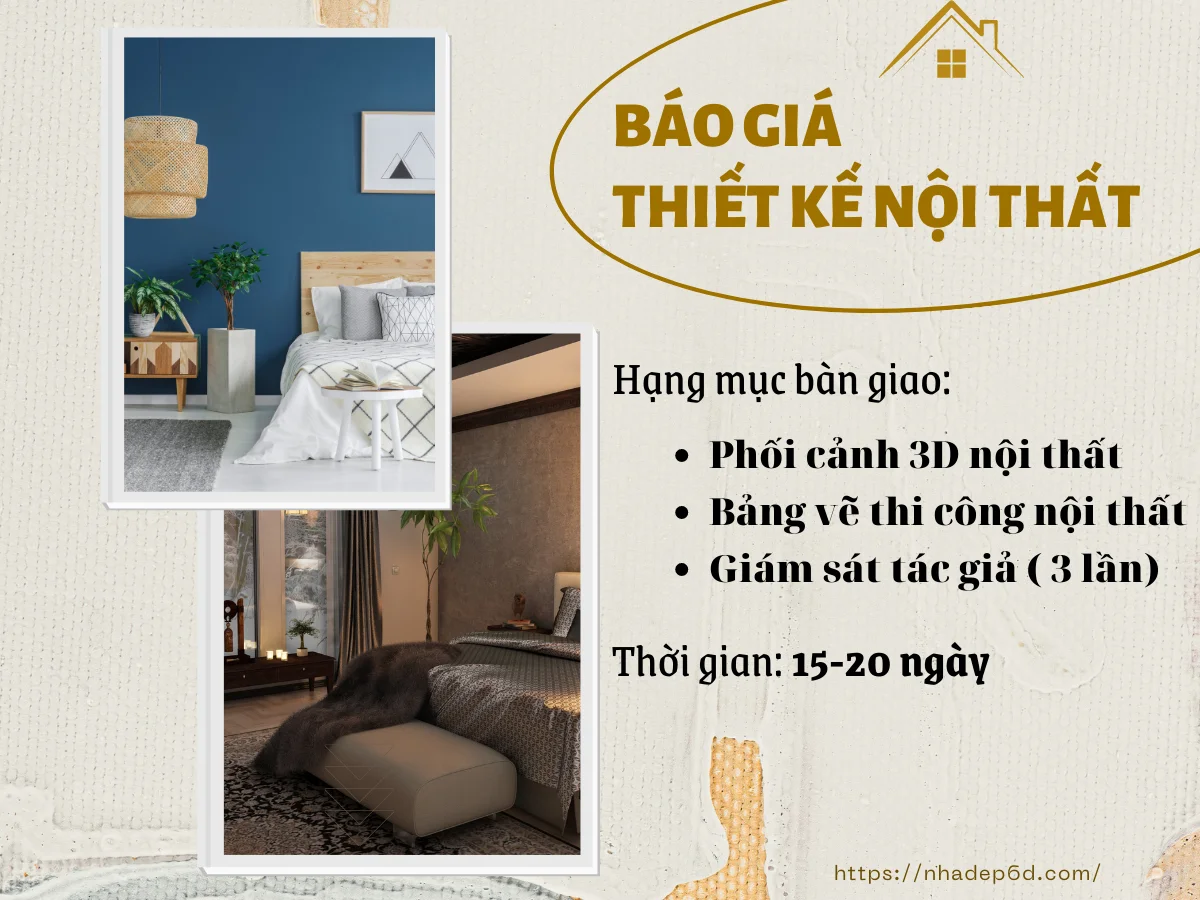 BÁO GIÁ
THIẾT KẾ NỘI THẤT
Hạng mục bàn giao:
• Phối cảnh 3D nội thất
• Bảng vẽ thi công nội thất
• Giám sát tác giả ( 3 lần)
Thời gian: 15-20 ngày
https://nhadep6d.com/